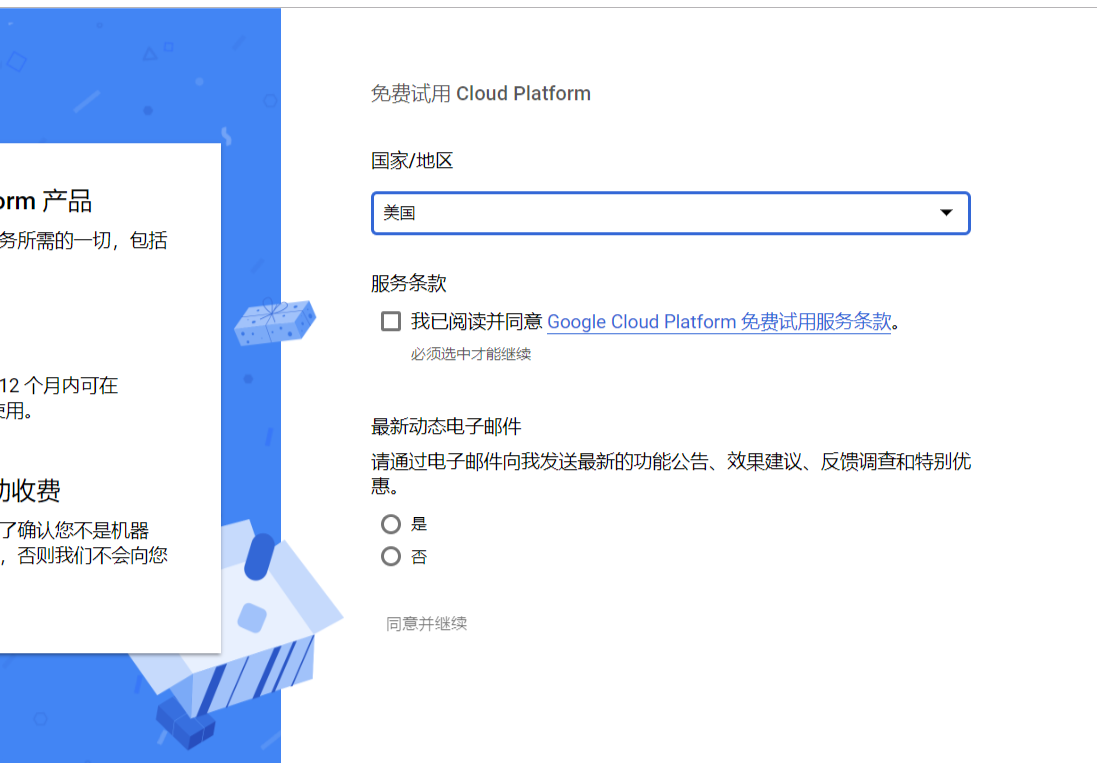 免费试用 Cloud Platform
国家/地区
美国
服务条款
我已阅读并同意 Google Cloud Platform 免费试用服务条款。
必须选中才能继续
最新动态电子邮件
请通过电子邮件向我发送最新的功能公告、效果建议、反馈调查和特别优
惠。
是
否
同意并继续
orm 产品
务所需的一切，包括
12 个月内可在
使用。
动收费
了确认您不是机器
，否则我们不会向您